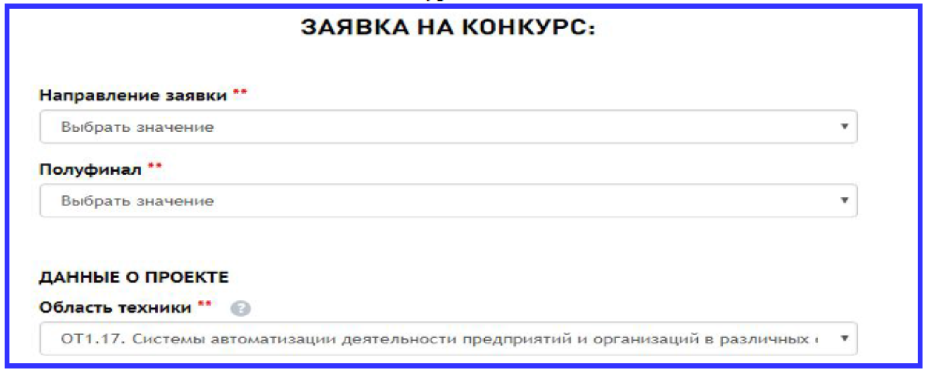 ЗАЯВКА НА КОНКУРС:
Направление заявки **
Выбрать значение
Полуфинал **
Выбрать значение
ДАННЫЕ О ПРОЕКТЕ
Область техники ** ?
ОТ1.17. Системы автоматизации деятельности предприятий и организаций в различных